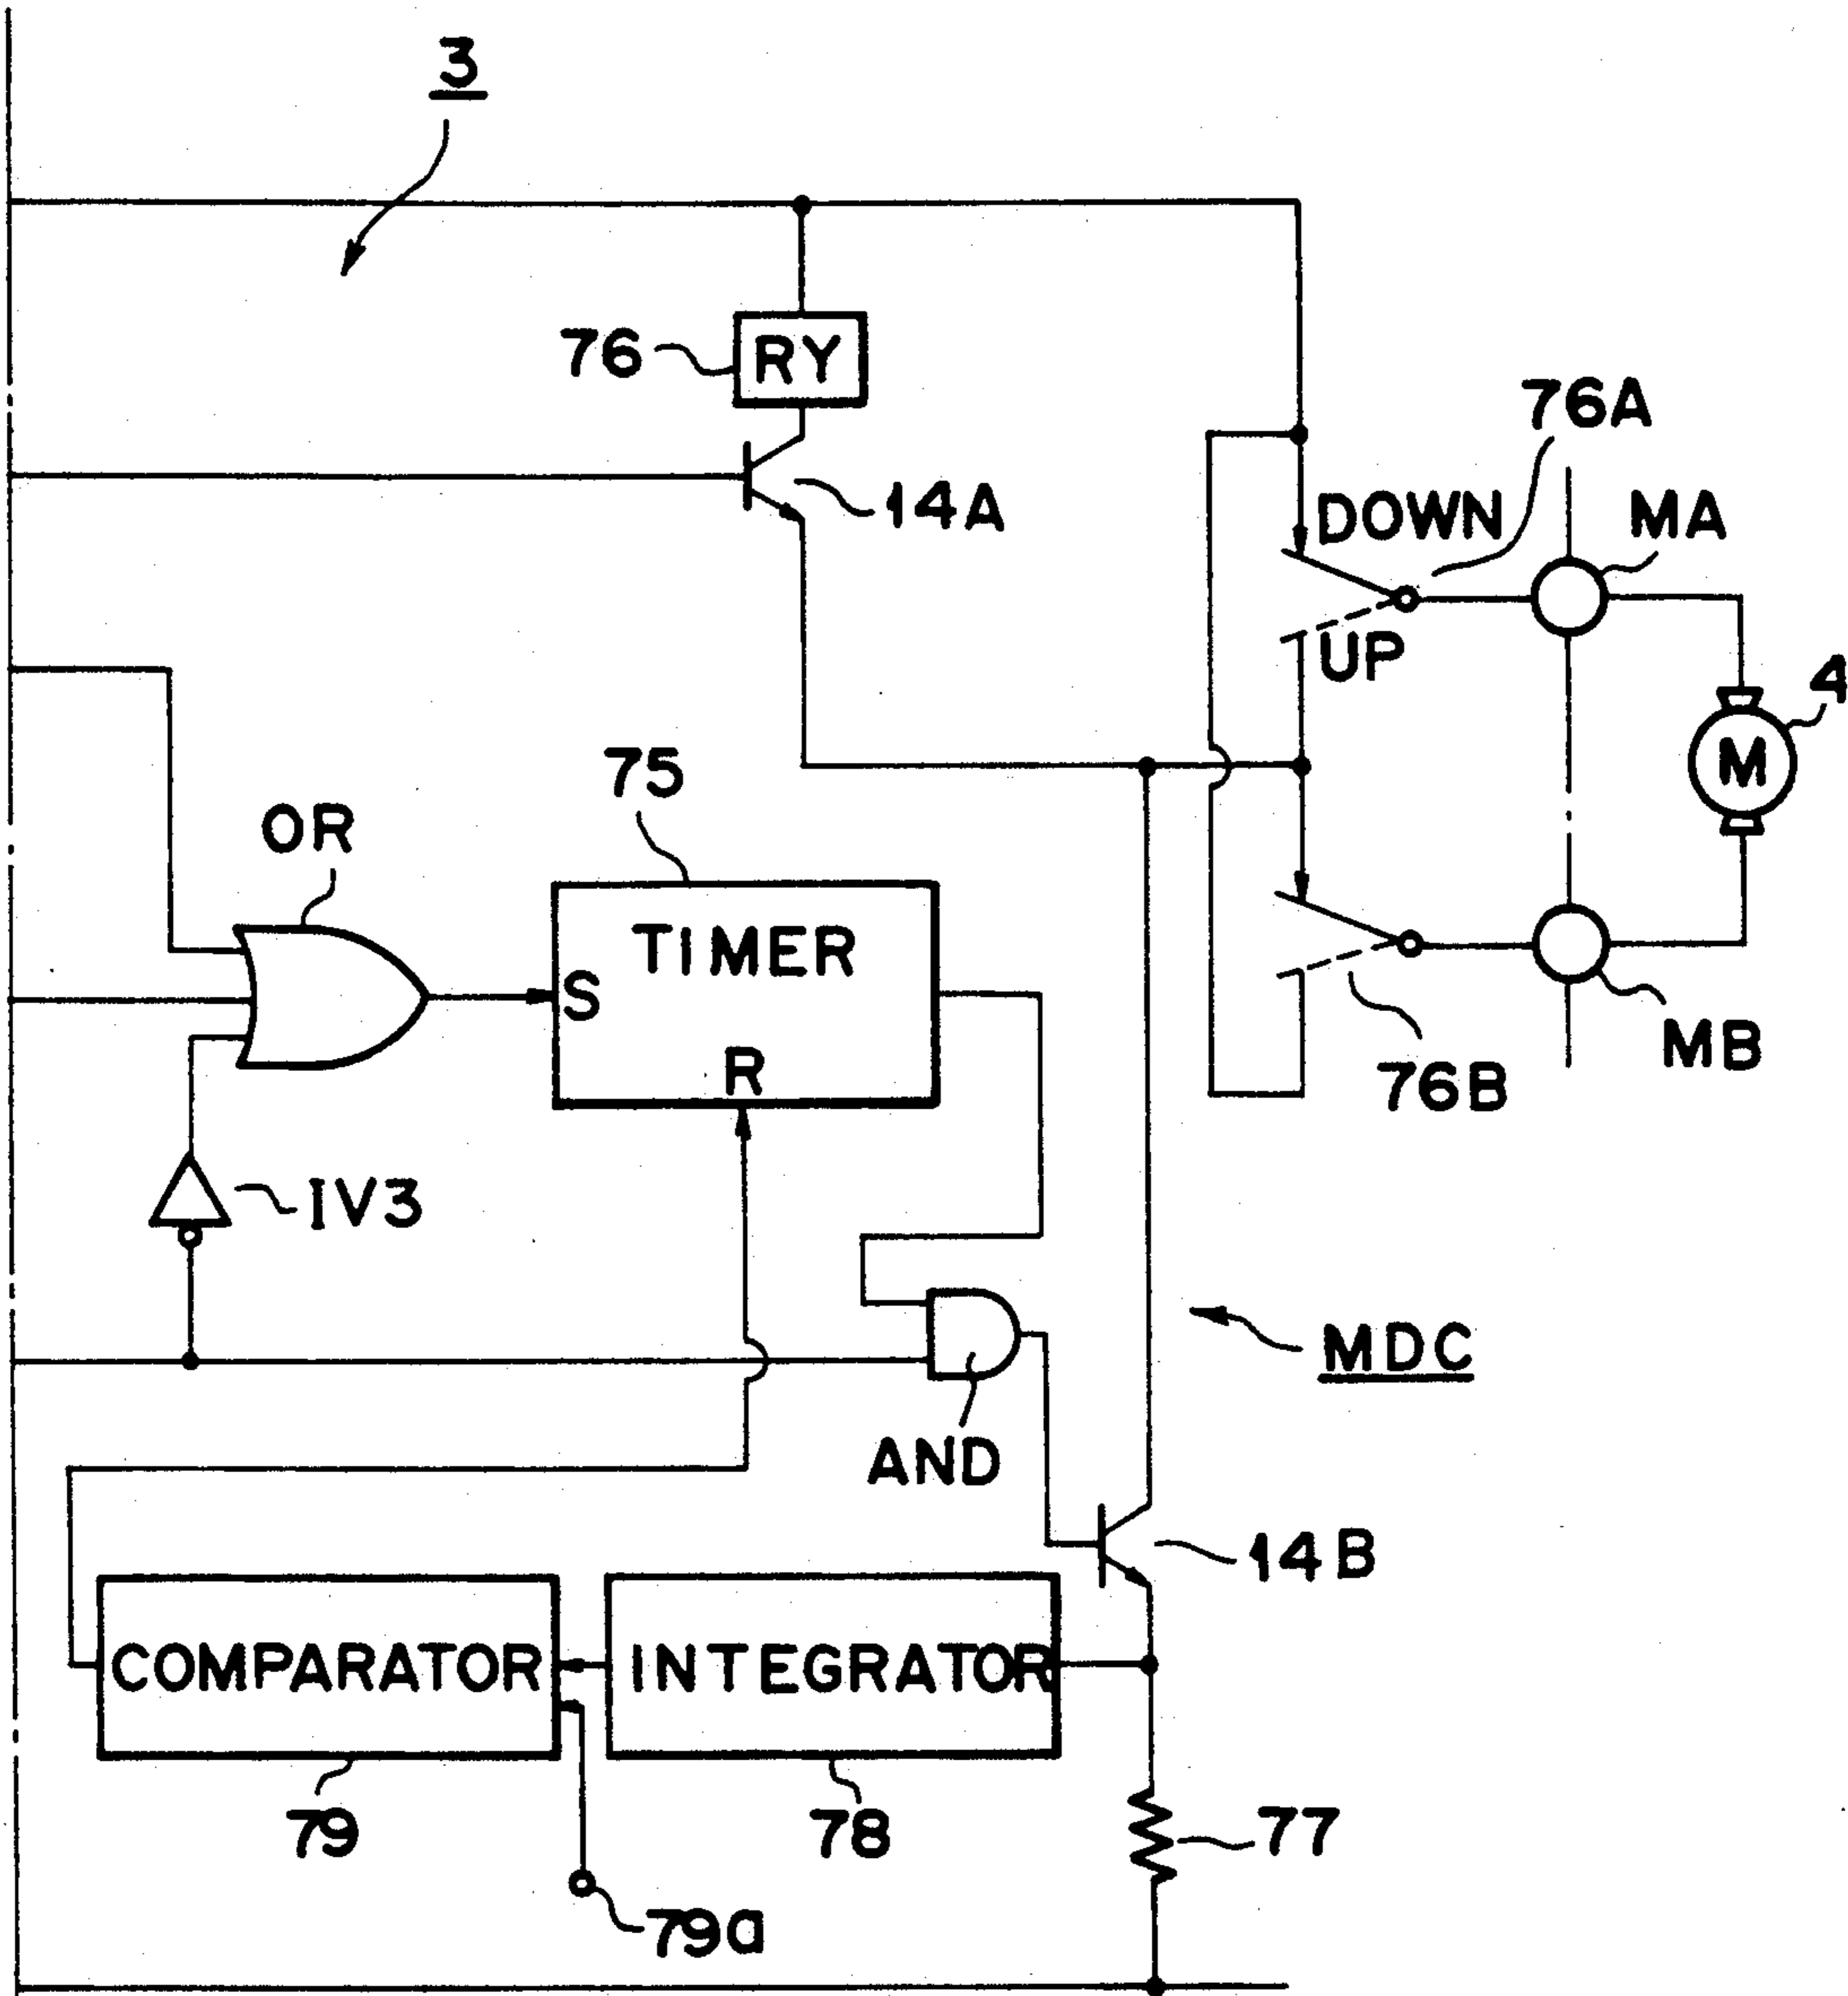 3
76
RY
76A
14A
DOWN
MA
UP
4
M
75
OR
TIMER
S
R
76B
MB
IV3
MDC
AND
14B
COMPARATOR
INTEGRATOR
79
78
77
79a